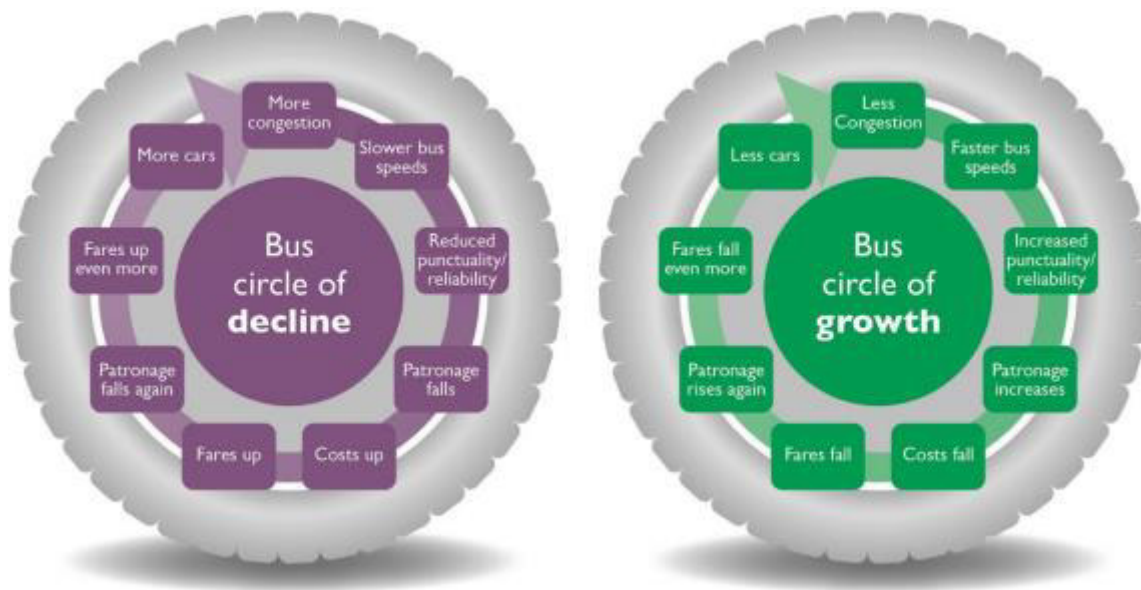 Bus
circle of
decline
More
congestion
Slower bus
speeds
Reduced
punctuality/
reliability
Patronage
falls
Costs up
Fares up
Patronage
falls again
Fares up
even more
More cars
Bus
circle of
growth
Less
Congestion
Faster bus
speeds
Increased
punctuality/
reliability
Patronage
increases
Costs fall
Fares fall
Patronage
rises again
Fares fall
even more
Less cars